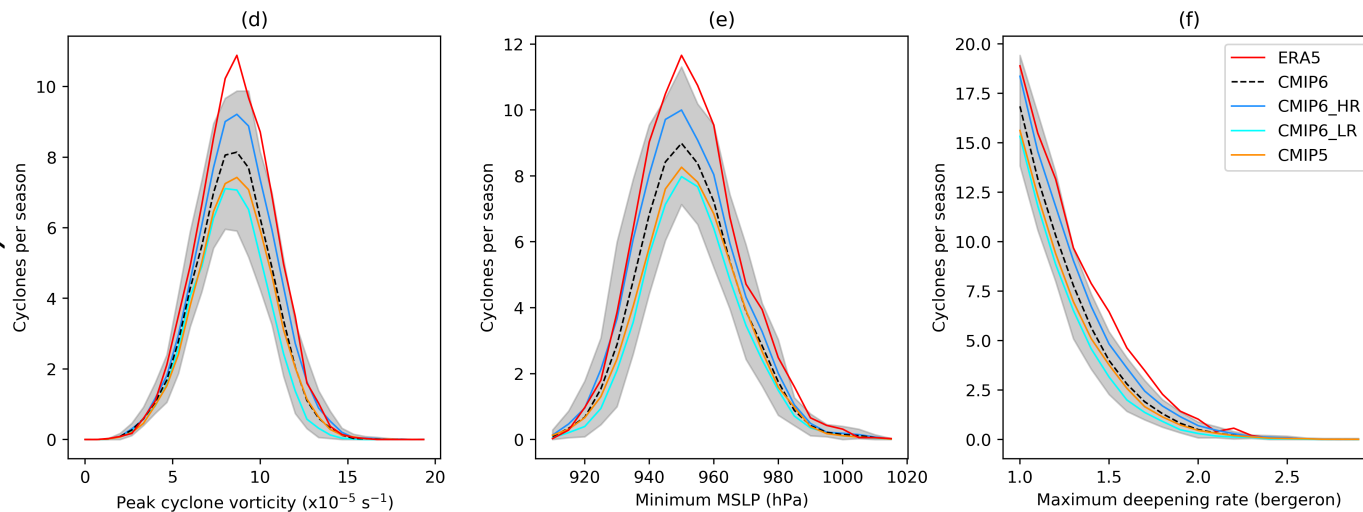 (d)
Cyclones per season
10
8
6
4
2
0
0 5 10 15 20
Peak cyclone vorticity (x10⁻⁵ s⁻¹)
(e)
Cyclones per season
12
10
8
6
4
2
0
920 940 960 980 1000 1020
Minimum MSLP (hPa)
(f)
Cyclones per season
20.0
17.5
15.0
12.5
10.0
7.5
5.0
2.5
0.0
1.0 1.5 2.0 2.5
Maximum deepening rate (bergeron)
ERA5
CMIP6
CMIP6_HR
CMIP6_LR
CMIP5